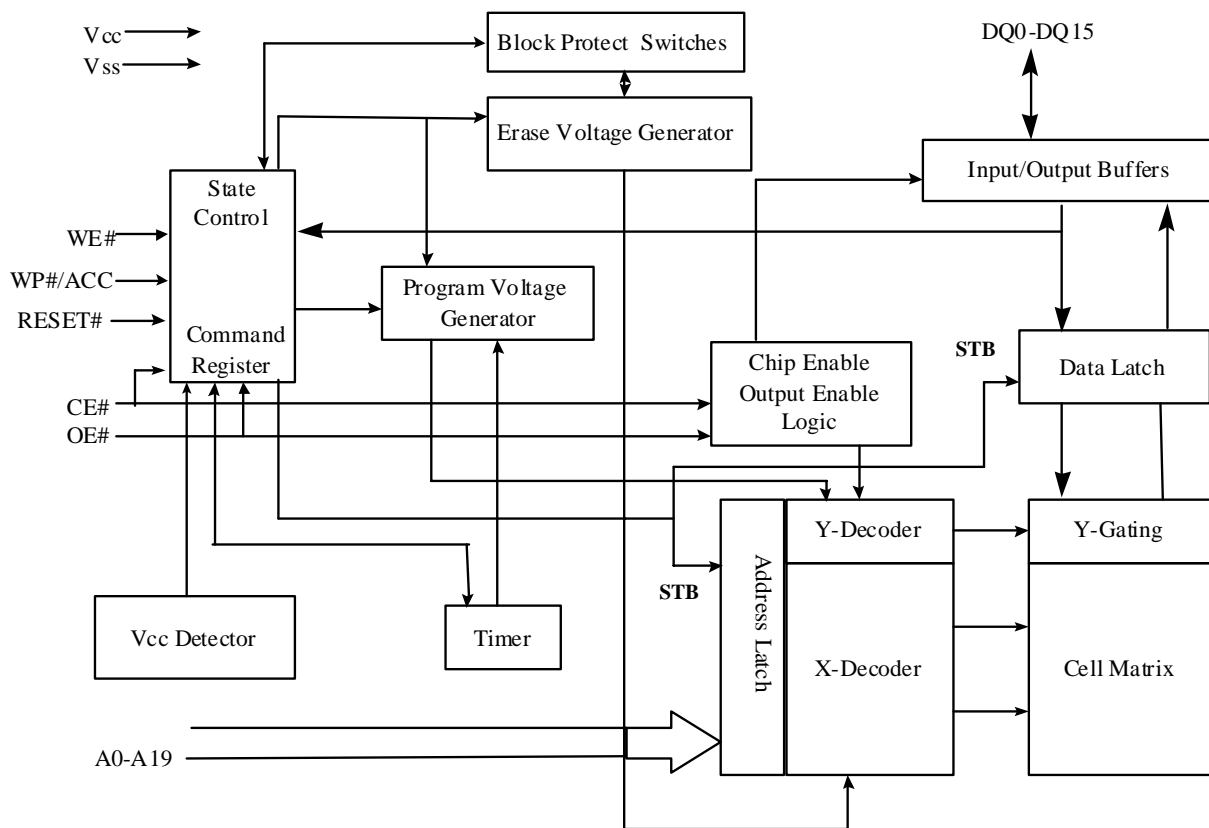 Vcc
Vss
Block Protect Switches
DQ0-DQ15
Erase Voltage Generator
Input/Output Buffers
State
Control
WE#
WP#/ACC
RESET#
Command
Register
Program Voltage
Generator
STB
Chip Enable
Output Enable
Logic
Data Latch
CE#
OE#
Address Latch
Y-Decoder
Y-Gating
STB
Vcc Detector
Timer
X-Decoder
Cell Matrix
A0-A19